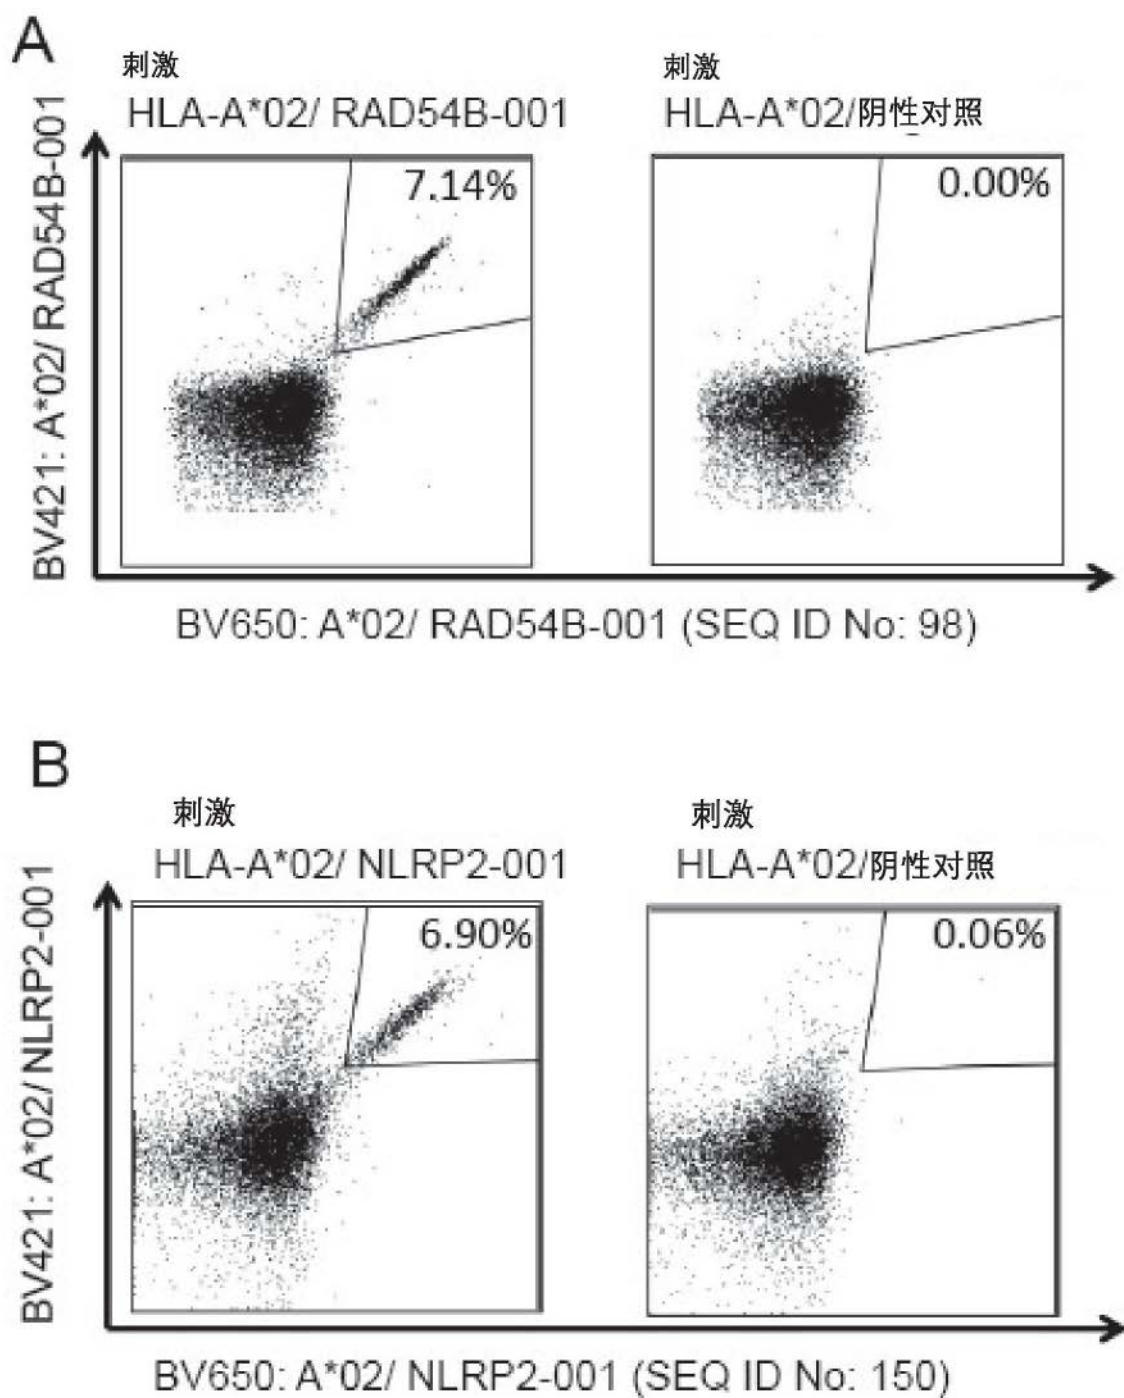 A
刺激
HLA-A*02/ RAD54B-001
刺激
HLA-A*02/阴性对照
BV421: A*02/ RAD54B-001
7.14%
0.00%
BV650: A*02/ RAD54B-001 (SEQ ID No: 98)
B
刺激
HLA-A*02/ NLRP2-001
刺激
HLA-A*02/阴性对照
BV421: A*02/ NLRP2-001
6.90%
0.06%
BV650: A*02/ NLRP2-001 (SEQ ID No: 150)